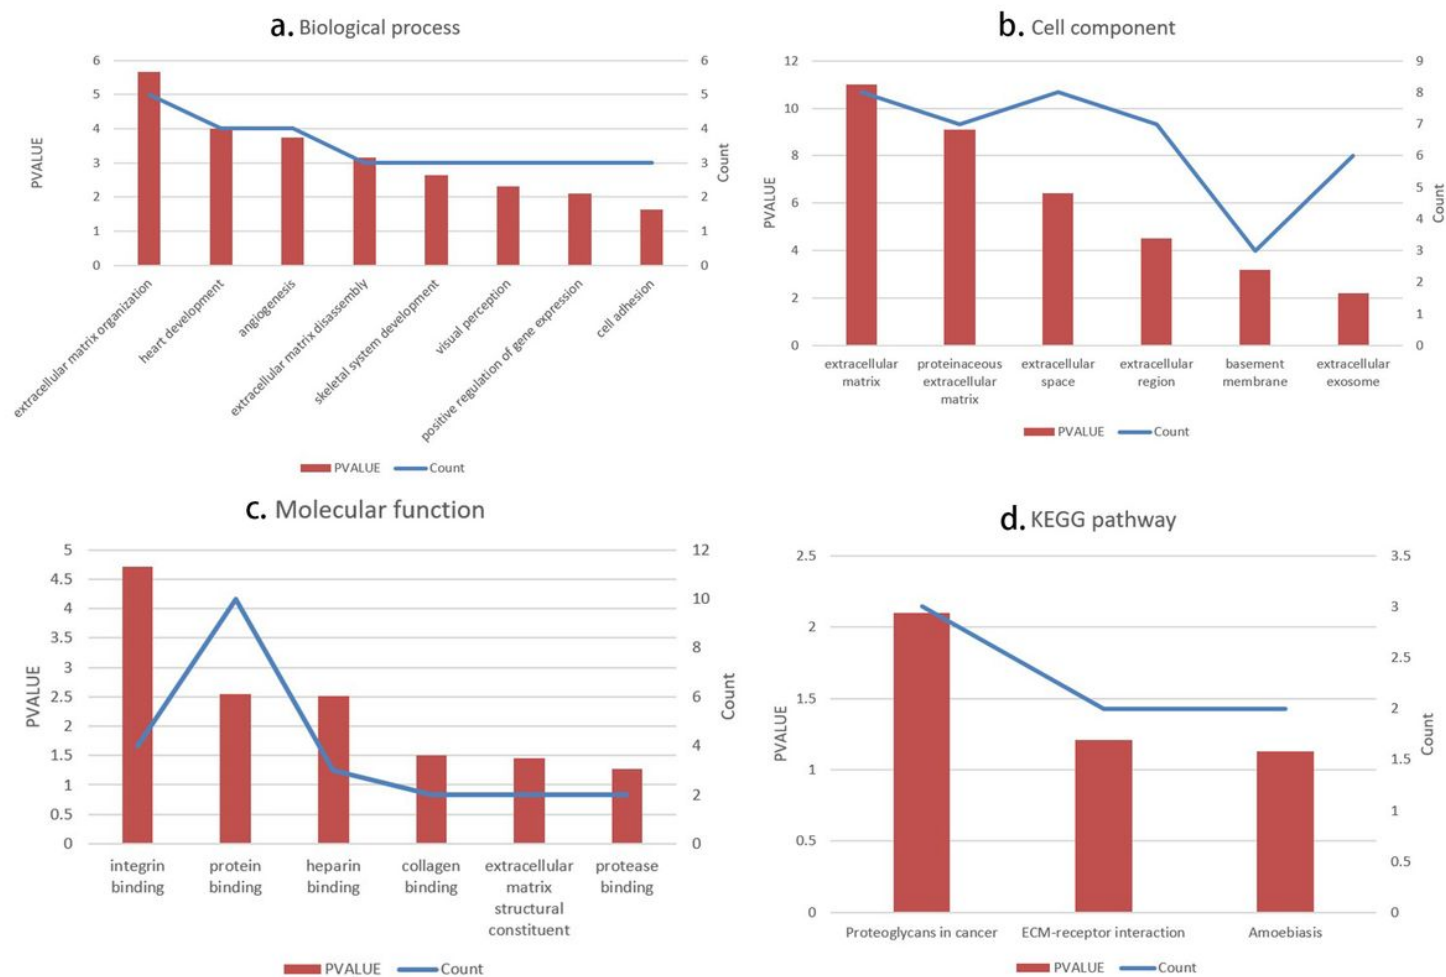 a. Biological process
6
5
4
3
2
1
0
PVALUE
6
5
4
3
2
1
0
Count
extracellular matrix organization
heart development
angiogenesis
extracellular matrix disassembly
skeletal system development
visual perception
positive regulation of gene expression
cell adhesion
PVALUE
Count
b. Cell component
12
10
8
6
4
2
0
PVALUE
9
8
7
6
5
4
3
2
1
0
Count
extracellular
matrix
proteinaceous
extracellular
matrix
extracellular
space
extracellular
region
basement
membrane
extracellular
exosome
PVALUE
Count
c. Molecular function
5
4.5
4
3.5
3
2.5
2
1.5
1
0.5
0
PVALUE
12
10
8
6
4
2
0
Count
integrin
binding
protein
binding
heparin
binding
collagen
binding
extracellular
matrix
structural
constituent
protease
binding
PVALUE
Count
d. KEGG pathway
2.5
2
1.5
1
0.5
0
PVALUE
3.5
3
2.5
2
1.5
1
0.5
0
Count
Proteoglycans in cancer
ECM-receptor interaction
Amoebiasis
PVALUE
Count